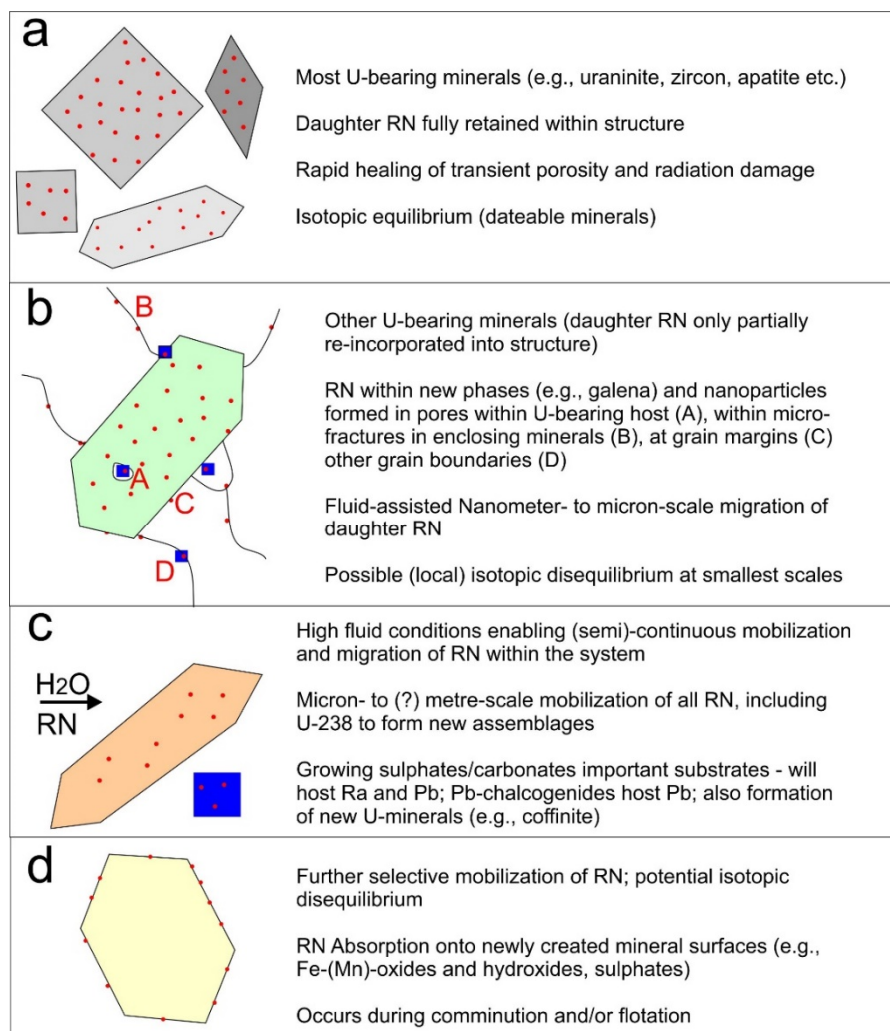 a
Most U-bearing minerals (e.g., uraninite, zircon, apatite etc.)
Daughter RN fully retained within structure
Rapid healing of transient porosity and radiation damage
Isotopic equilibrium (dateable minerals)
b
B
A
C
D
Other U-bearing minerals (daughter RN only partially
re-incorporated into structure)
RN within new phases (e.g., galena) and nanoparticles
formed in pores within U-bearing host (A), within micro-
fractures in enclosing minerals (B), at grain margins (C)
other grain boundaries (D)
Fluid-assisted Nanometer- to micron-scale migration of
daughter RN
Possible (local) isotopic disequilibrium at smallest scales
c
H2O
RN
High fluid conditions enabling (semi)-continuous mobilization
and migration of RN within the system
Micron- to (?) metre-scale mobilization of all RN, including
U-238 to form new assemblages
Growing sulphates/carbonates important substrates - will
host Ra and Pb; Pb-chalcogenides host Pb; also formation
of new U-minerals (e.g., coffinite)
d
Further selective mobilization of RN; potential isotopic
disequilibrium
RN Absorption onto newly created mineral surfaces (e.g.,
Fe-(Mn)-oxides and hydroxides, sulphates)
Occurs during comminution and/or flotation